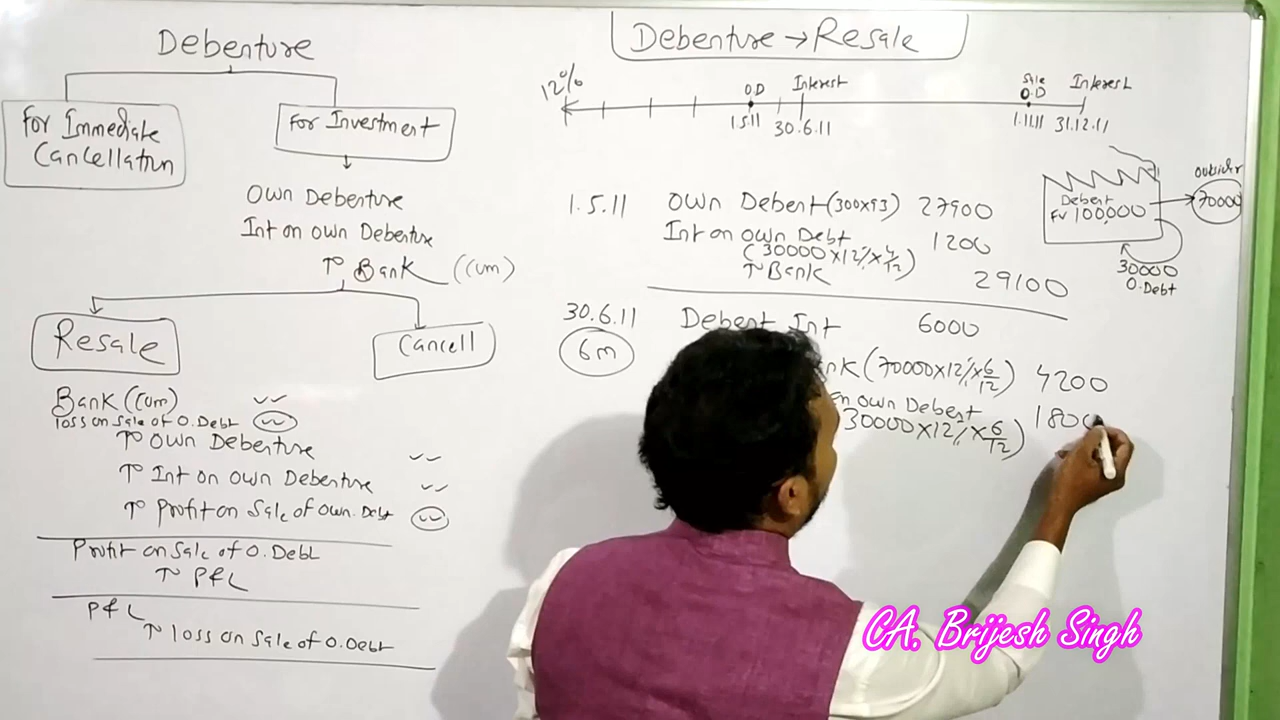 Debenture
For Immediate
Cancellation
For Investment
Own Debenture
Int on own Debenture
To Bank (Cum)
Resale
Cancell
Bank (Cum)
loss on Sale of O.Debt
To Own Debenture
To Int on own Debenture
To Profit on Sale of Own. Debt
Profit on Sale of O.Debt
To P&L
P&L
To loss on Sale of O.Debt
Debenture → Resale
12%
O.D
1.5.11
Interest
30.6.11
Sale
O.D
1.11.11
Interest
31.12.11
1.5.11 Own Debent (300×93) 27900
Int on own Debt 1200
(30000×12%×4/12)
To Bank 29100
Debent
FV 100,000
outsider
70000
30000
O.Debt
30.6.11 Debent Int 6000
6m
(70000×12%×6/12) 4200
own Debent
30000×12%×6/12) 1800
CA. Brijesh Singh